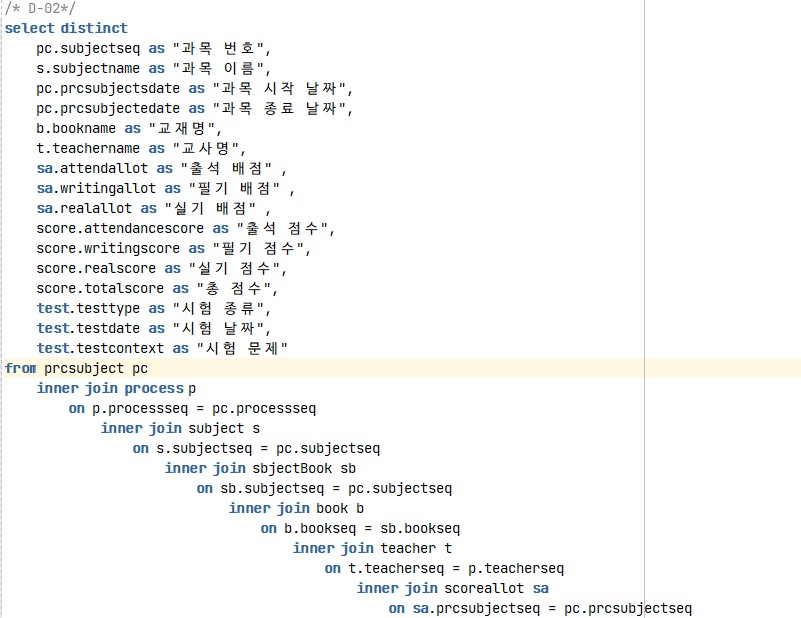 /* D-02*/
select distinct
pc.subjectseq as "과목 번호",
s.subjectname as "과목 이름",
pc.prcsubjectsdate as "과목 시작 날짜",
pc.prcsubjectedate as "과목 종료 날짜",
b.bookname as "교재명",
t.teachername as "교사명",
sa.attendallot as "출석 배점" ,
sa.writingallot as "필기 배점" ,
sa.realallot as "실기 배점" ,
score.attendancescore as "출석 점수",
score.writingscore as "필기 점수",
score.realscore as "실기 점수",
score.totalscore as "총 점수",
test.testtype as "시험 종류",
test.testdate as "시험 날짜",
test.testcontext as "시험 문제"
from prcsubject pc
inner join process p
on p.processseq = pc.processseq
inner join subject s
on s.subjectseq = pc.subjectseq
inner join sbjectBook sb
on sb.subjectseq = pc.subjectseq
inner join book b
on b.bookseq = sb.bookseq
inner join teacher t
on t.teacherseq = p.teacherseq
inner join scoreallot sa
on sa.prcsubjectseq = pc.prcsubjectseq